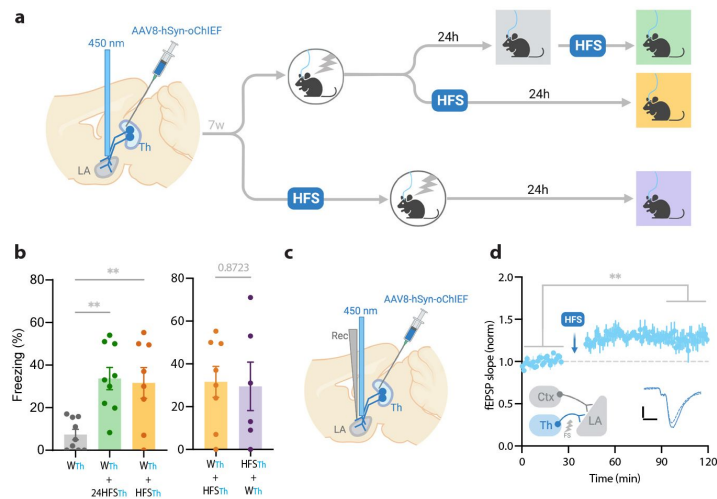 a
AAV8-hSyn-oChIEF
450 nm
Th
LA
7w
24h
HFS
HFS
24h
HFS
24h
b
Freezing (%)
80
60
40
20
0
**
**
WTh
WTh
+
24HFSTh
WTh
+
HFSTh
80
60
40
20
0
0.8723
WTh
+
HFSTh
HFSTh
+
WTh
c
AAV8-hSyn-oChIEF
450 nm
Rec
Th
LA
d
fEPSP slope (norm)
2.0
1.5
1.0
0.5
0.0
**
HFS
Ctx
Th
LA
FS
0
30
60
90
120
Time (min)